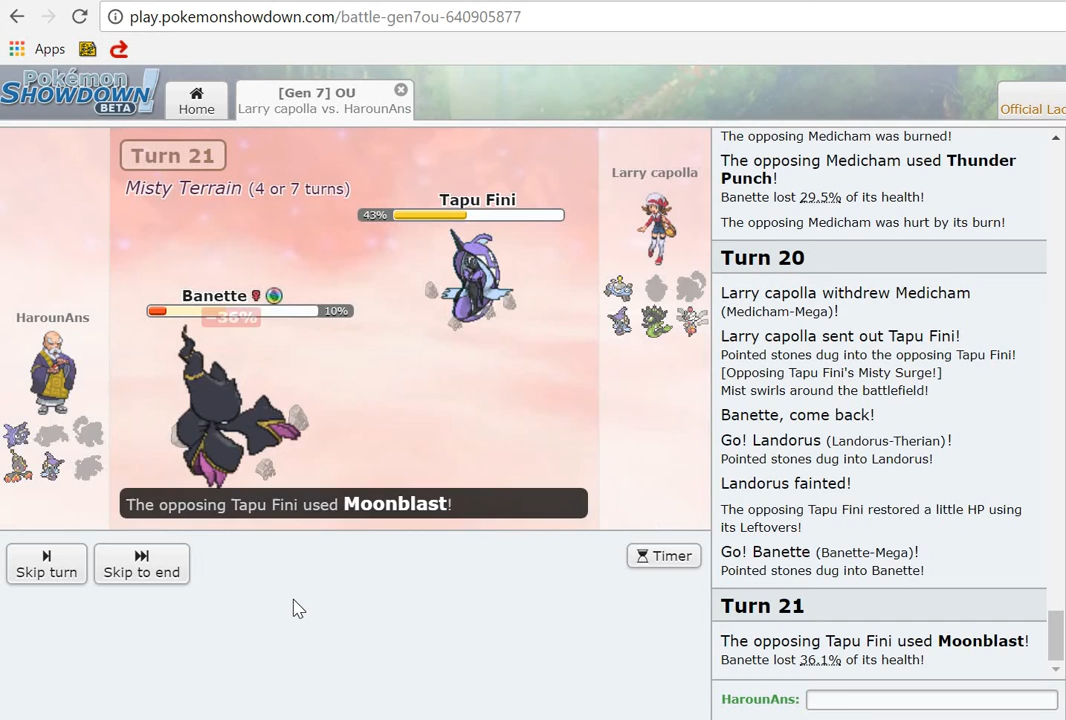 play.pokemonshowdown.com/battle-gen7ou-640905877
Apps
Pokémon
SHOWDOWN!
BETA
Home
[Gen 7] OU
Larry capolla vs. HarounAns
Official Lad
Turn 21
Misty Terrain (4 or 7 turns)
Tapu Fini
43%
Banette
10%
−36%
HarounAns
Larry capolla
The opposing Tapu Fini used Moonblast!
Skip turn
Skip to end
Timer
The opposing Medicham was burned!
The opposing Medicham used Thunder
Punch!
Banette lost 29.5% of its health!
The opposing Medicham was hurt by its burn!
Turn 20
Larry capolla withdrew Medicham
(Medicham-Mega)!
Larry capolla sent out Tapu Fini!
Pointed stones dug into the opposing Tapu Fini!
[Opposing Tapu Fini's Misty Surge!]
Mist swirls around the battlefield!
Banette, come back!
Go! Landorus (Landorus-Therian)!
Pointed stones dug into Landorus!
Landorus fainted!
The opposing Tapu Fini restored a little HP using
its Leftovers!
Go! Banette (Banette-Mega)!
Pointed stones dug into Banette!
Turn 21
The opposing Tapu Fini used Moonblast!
Banette lost 36.1% of its health!
HarounAns: